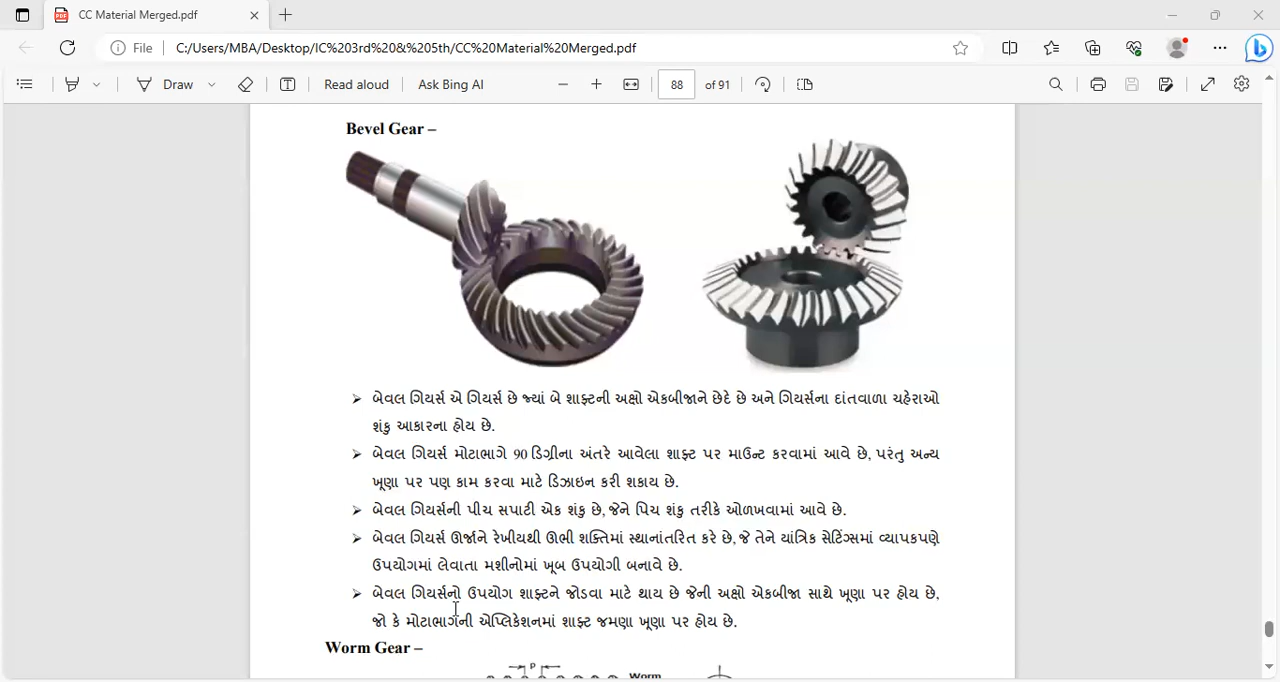 CC Material Merged.pdf
File
C:/Users/MBA/Desktop/IC%203rd%20&%205th/CC%20Material%20Merged.pdf
Draw
Read aloud
Ask Bing AI
88
of 91
Bevel Gear –
➢ બેવલ ગિયર્સ એ ગિયર્સ છે જ્યાં બે શાફ્ટની અક્ષો એકબીજાને છેદે છે અને ગિયર્સના દાંતવાળા ચહેરાઓ
શંકુ આકારના હોય છે.
➢ બેવલ ગિયર્સ મોટાભાગે 90 ડિગ્રીના અંતરે આવેલા શાફ્ટ પર માઉન્ટ કરવામાં આવે છે, પરંતુ અન્ય
ખૂણા પર પણ કામ કરવા માટે ડિઝાઇન કરી શકાય છે.
➢ બેવલ ગિયર્સની પીચ સપાટી એક શંકુ છે, જેને પિચ શંકુ તરીકે ઓળખવામાં આવે છે.
➢ બેવલ ગિયર્સ ઊર્જાને રેખીયથી ઊભી શક્તિમાં સ્થાનાંતરિત કરે છે, જે તેને યાંત્રિક સેટિંગ્સમાં વ્યાપકપણે
ઉપયોગમાં લેવાતા મશીનોમાં ખૂબ ઉપયોગી બનાવે છે.
➢ બેવલ ગિયર્સનો ઉપયોગ શાફ્ટને જોડવા માટે થાય છે જેની અક્ષો એકબીજા સાથે ખૂણા પર હોય છે,
જો કે મોટાભાગની એપ્લિકેશનમાં શાફ્ટ જમણા ખૂણા પર હોય છે.
Worm Gear –
P
Worm